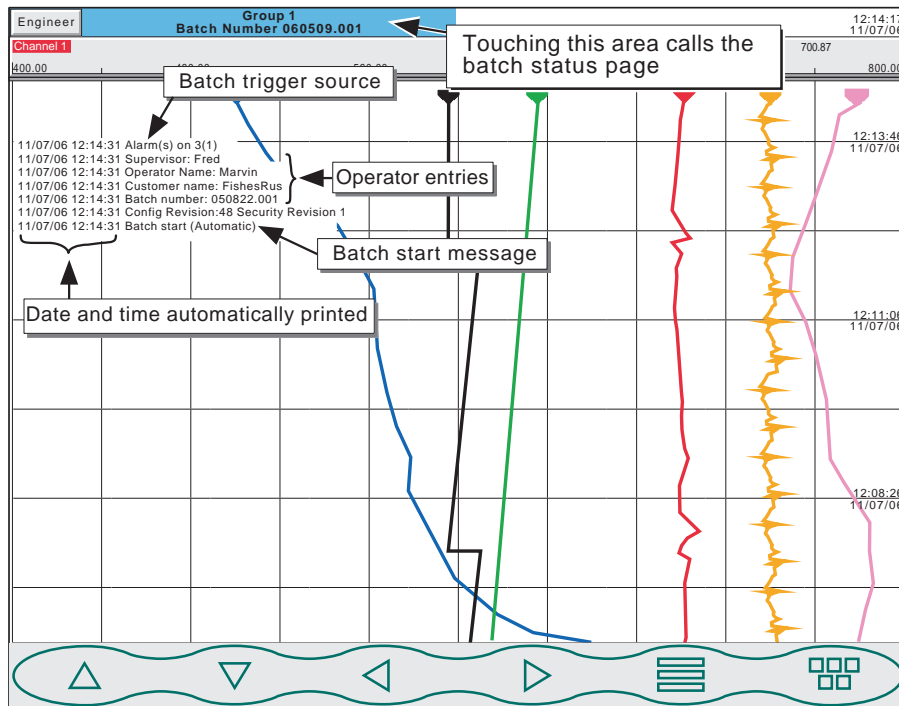 Engineer
Group 1
Batch Number 060509.001
12:14:17
11/07/06
Channel 1
Touching this area calls the
batch status page
700.87
400.00
800.00
Batch trigger source
11/07/06 12:14:31 Alarm(s) on 3(1)
11/07/06 12:14:31 Supervisor: Fred
11/07/06 12:14:31 Operator Name: Marvin
11/07/06 12:14:31 Customer name: FishesRus
11/07/06 12:14:31 Batch number: 050822.001
11/07/06 12:14:31 Config Revision:48 Security Revision 1
11/07/06 12:14:31 Batch start (Automatic)
Operator entries
Batch start message
Date and time automatically printed
12:13:46
11/07/06
12:11:06
11/07/06
12:08:26
11/07/06